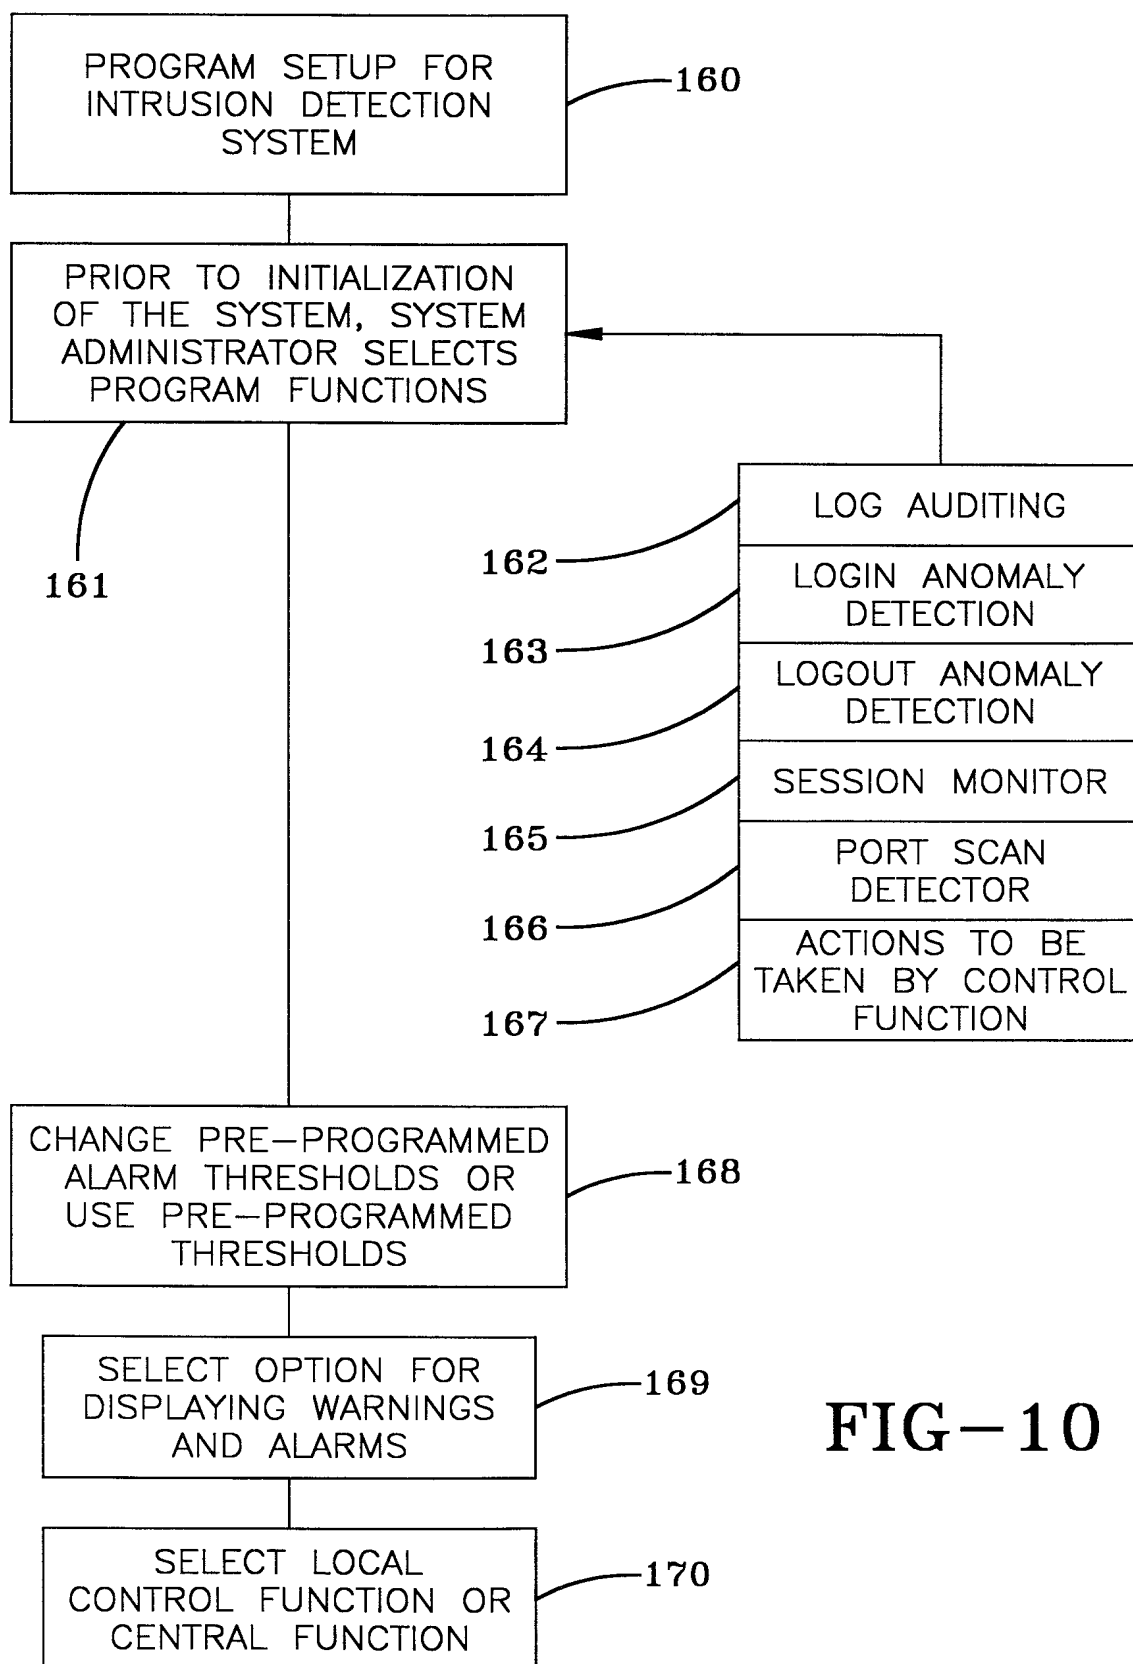 PROGRAM SETUP FOR
INTRUSION DETECTION
SYSTEM
160
PRIOR TO INITIALIZATION
OF THE SYSTEM, SYSTEM
ADMINISTRATOR SELECTS
PROGRAM FUNCTIONS
161
LOG AUDITING
162
LOGIN ANOMALY
DETECTION
163
LOGOUT ANOMALY
DETECTION
164
SESSION MONITOR
165
PORT SCAN
DETECTOR
166
ACTIONS TO BE
TAKEN BY CONTROL
FUNCTION
167
CHANGE PRE-PROGRAMMED
ALARM THRESHOLDS OR
USE PRE-PROGRAMMED
THRESHOLDS
168
SELECT OPTION FOR
DISPLAYING WARNINGS
AND ALARMS
169
FIG-10
SELECT LOCAL
CONTROL FUNCTION OR
CENTRAL FUNCTION
170